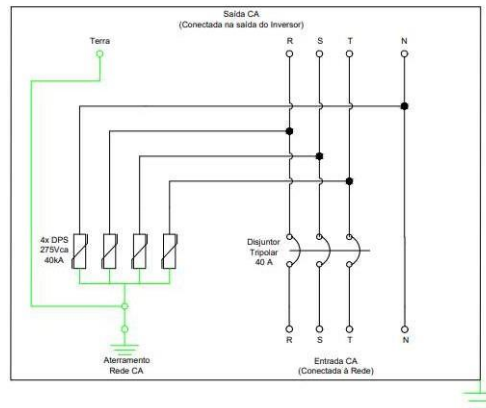 Saída CA
(Conectada na saída do Inversor)
Terra
R S T N
4x DPS
275Vca
40kA
Disjuntor
Tripolar
40 A
R S T N
Aterramento
Rede CA
Entrada CA
(Conectada à Rede)